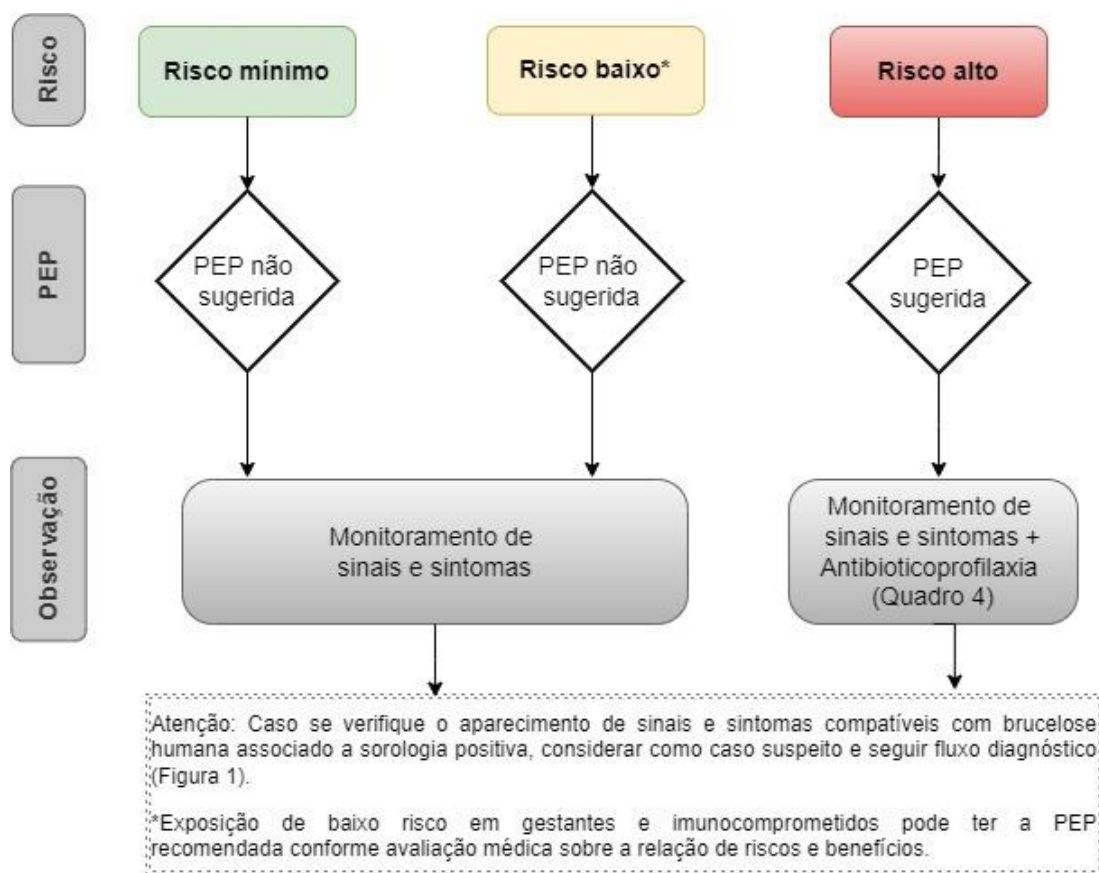 Risco
Risco mínimo
Risco baixo*
Risco alto
PEP
PEP não
sugerida
PEP não
sugerida
PEP
sugerida
Observação
Monitoramento de
sinais e sintomas
Monitoramento de
sinais e sintomas +
Antibioticoprofilaxia
(Quadro 4)
Atenção: Caso se verifique o aparecimento de sinais e sintomas compatíveis com brucelose
humana associado a sorologia positiva, considerar como caso suspeito e seguir fluxo diagnóstico
(Figura 1).
*Exposição de baixo risco em gestantes e imunocomprometidos pode ter a PEP
recomendada conforme avaliação médica sobre a relação de riscos e benefícios.